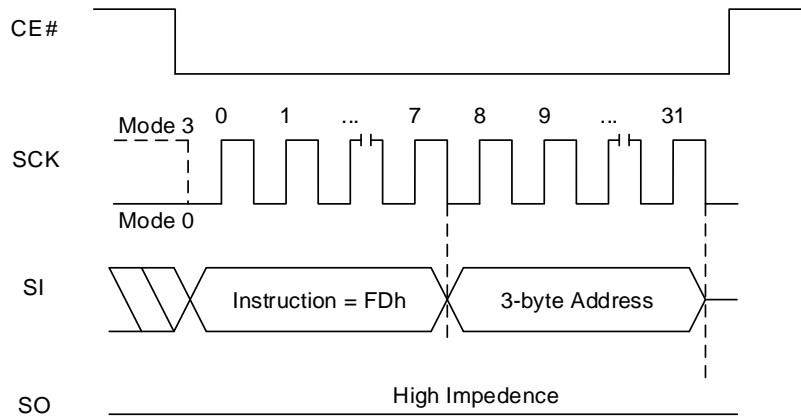 CE#
0 1 ... 7 8 9 ... 31
Mode 3
SCK
Mode 0
SI
Instruction = FDh 3-byte Address
High Impedence
SO